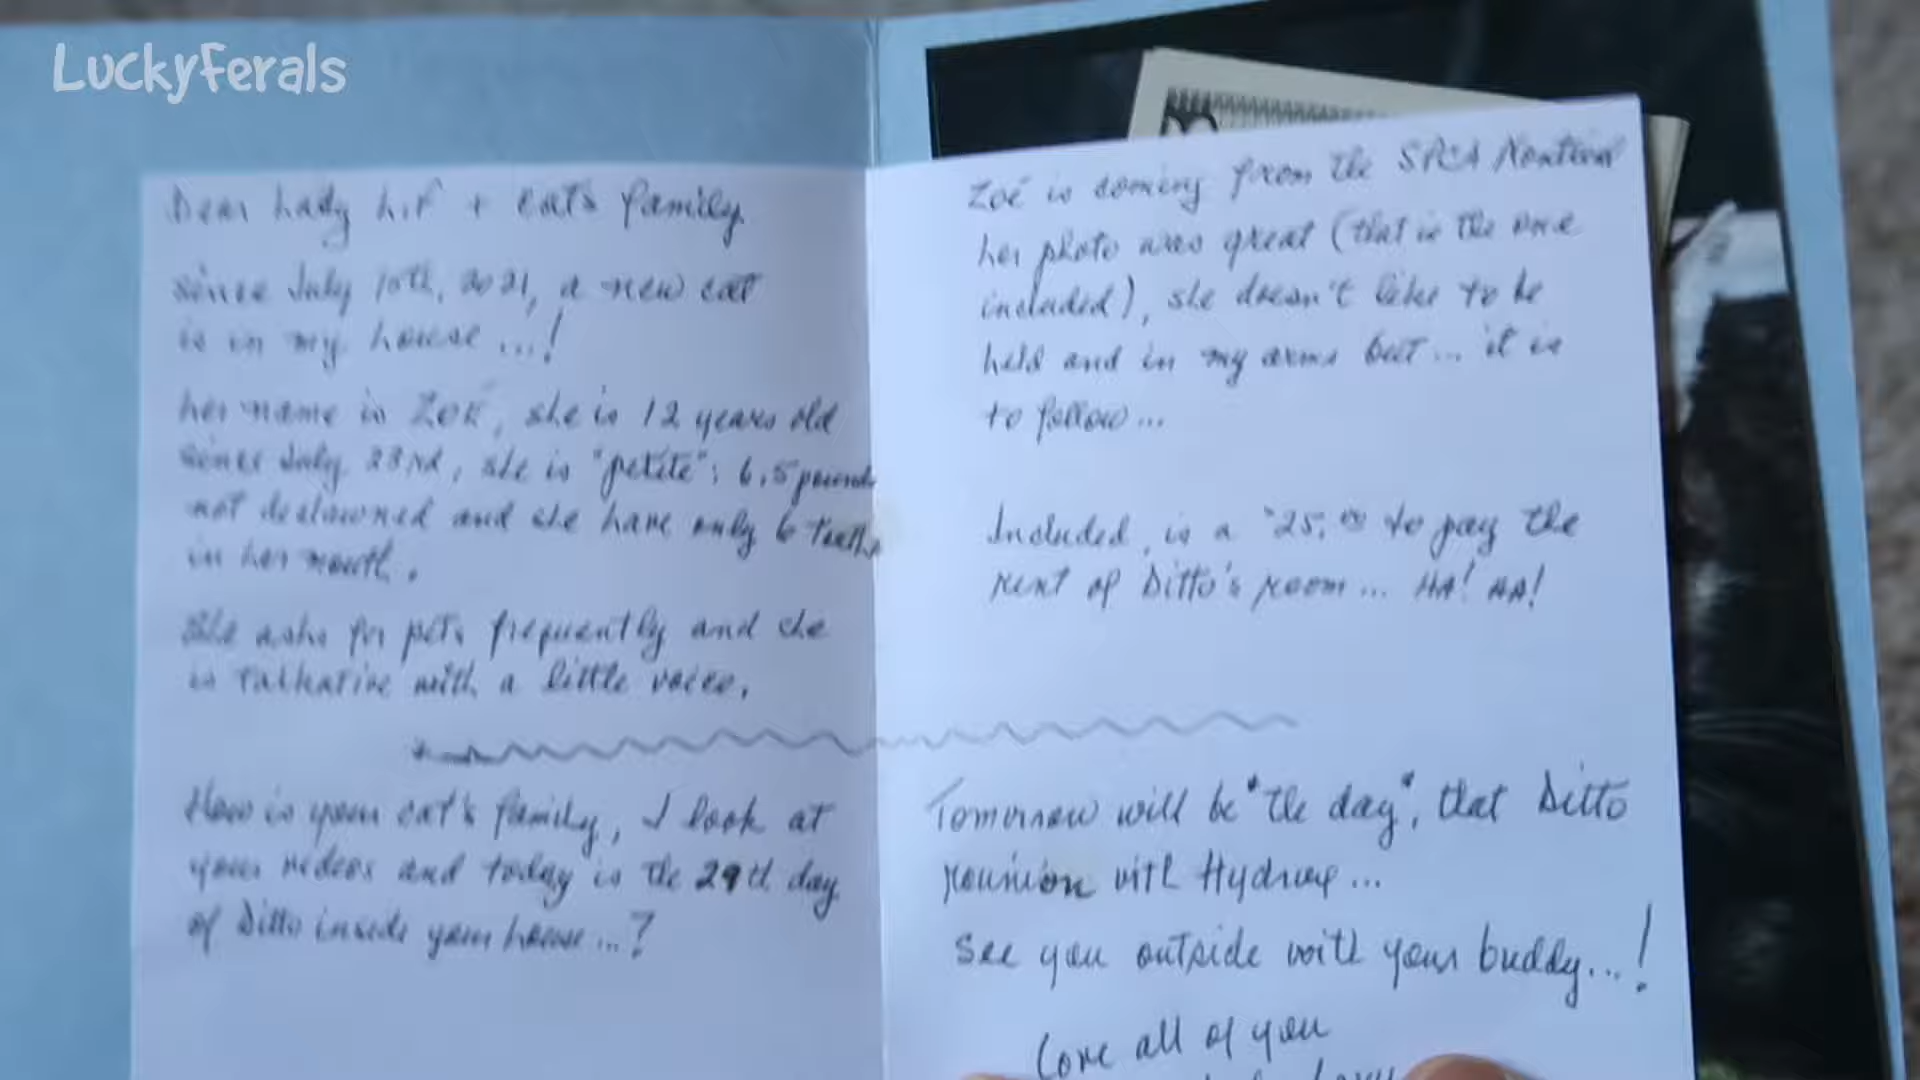 LuckyFerals
Dear Lady L.F + cat's family
since July 10th, 2021, a new cat
is in my house...!
her name is Zoé, she is 12 years old
since July 23rd, she is "petite"; 6.5 pounds
not declawned and she have only 6 teeth
in her mouth.
She asks for pets frequently and she
is talkative with a little voice.
How is your cat's family, I look at
your videos and today is the 29th day
of Ditto inside your house...?
Zoé is coming from the SPCA Montreal
her photo was great (that is the one
included), she doesn't like to be
held and in my arms but... it is
to follow...
Included, is a $25.00 to pay the
rent of Ditto's room... HA! HA!
Tomorrow will be "the day", that Ditto
reunion with Hydrox...
See you outside with your buddy...!
Love all of you